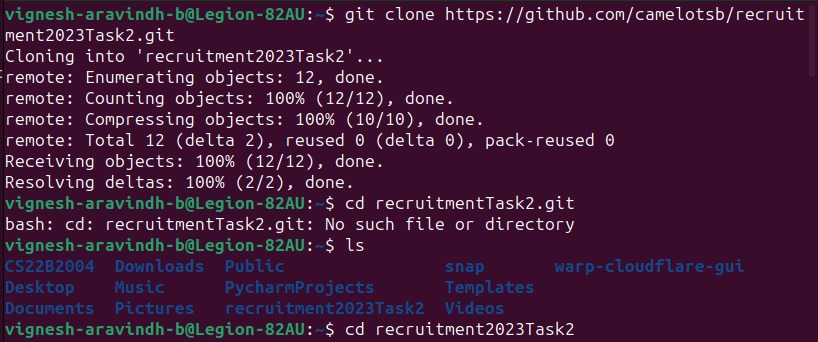 vignesh-aravindh-b@Legion-82AU:~$ git clone https://github.com/camelotsb/recruit
ment2023Task2.git
Cloning into 'recruitment2023Task2'...
remote: Enumerating objects: 12, done.
remote: Counting objects: 100% (12/12), done.
remote: Compressing objects: 100% (10/10), done.
remote: Total 12 (delta 2), reused 0 (delta 0), pack-reused 0
Receiving objects: 100% (12/12), done.
Resolving deltas: 100% (2/2), done.
vignesh-aravindh-b@Legion-82AU:~$ cd recruitmentTask2.git
bash: cd: recruitmentTask2.git: No such file or directory
vignesh-aravindh-b@Legion-82AU:~$ ls
CS22B2004  Downloads  Public                snap       warp-cloudflare-gui
Desktop    Music      PycharmProjects       Templates
Documents  Pictures   recruitment2023Task2  Videos
vignesh-aravindh-b@Legion-82AU:~$ cd recruitment2023Task2